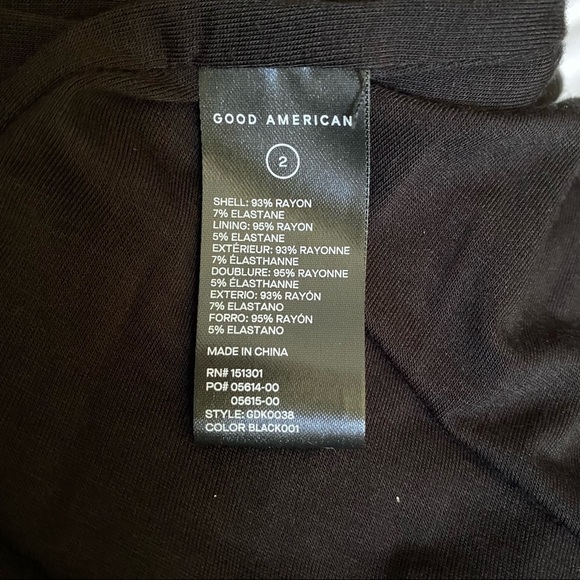 GOOD AMERICAN
2
SHELL: 93% RAYON
7% ELASTANE
LINING: 95% RAYON
5% ELASTANE
EXTÉRIEUR: 93% RAYONNE
7% ÉLASTHANNE
DOUBLURE: 95% RAYONNE
5% ÉLASTHANNE
EXTERIO: 93% RAYÓN
7% ELASTANO
FORRO: 95% RAYÓN
5% ELASTANO
MADE IN CHINA
RN# 151301
PO# 05614-00
05615-00
STYLE: GDK0038
COLOR BLACK001